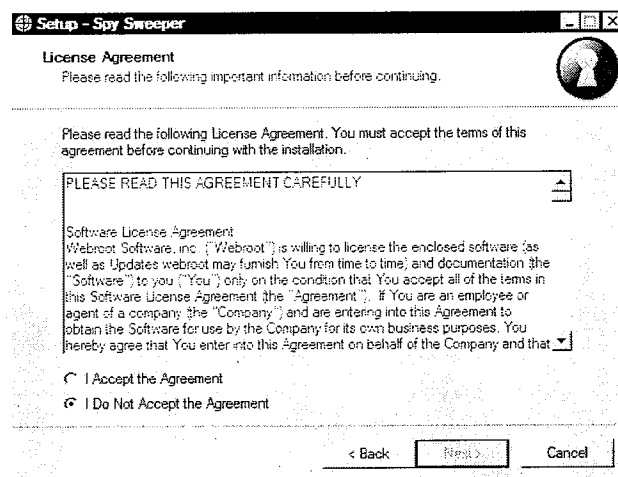 Setup - Spy Sweeper
License Agreement
Please read the following important information before continuing.
Please read the following License Agreement. You must accept the terms of this
agreement before continuing with the installation.
PLEASE READ THIS AGREEMENT CAREFULLY
Software License Agreement
Webroot Software, inc. ("Webroot") is willing to license the enclosed software (as
well as Updates webroot may furnish You from time to time) and documentation (the
"Software") to you ("You") only on the condition that You accept all of the terms in
this Software License Agreement (the "Agreement"). If You are an employee or
agent of a company (the "Company") and are entering into this Agreement to
obtain the Software for use by the Company for its own business purposes, You
hereby agree that You enter into this Agreement on behalf of the Company and that
I Accept the Agreement
I Do Not Accept the Agreement
< Back Next > Cancel